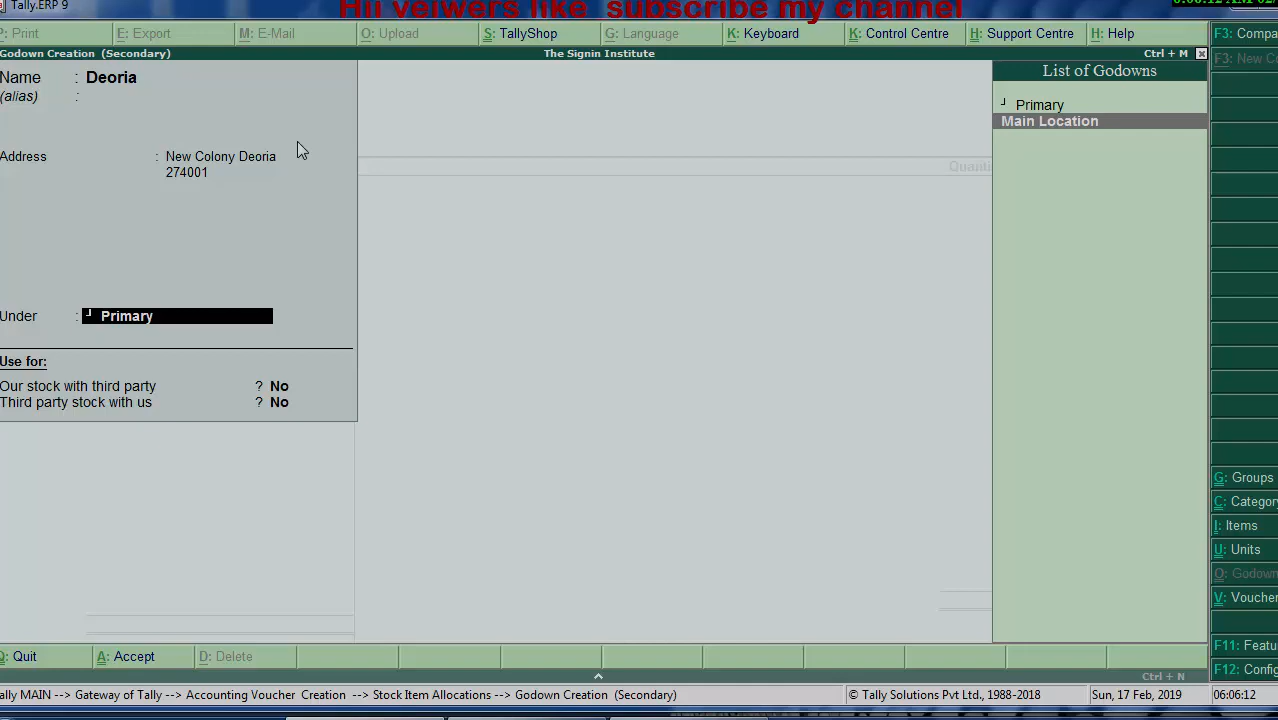 Tally.ERP 9
Hii veiwers like subscribe my channel
P: Print
E: Export
M: E-Mail
O: Upload
S: TallyShop
G: Language
K: Keyboard
K: Control Centre
H: Support Centre
H: Help
F3: Compa
Godown Creation (Secondary)
The Signin Institute
Ctrl + M
F3: New Co
Name : Deoria
(alias) :
List of Godowns
Primary
Main Location
Address : New Colony Deoria
274001
Quanti
Under : Primary
Use for:
Our stock with third party ? No
Third party stock with us ? No
G: Groups
C: Categor
I: Items
U: Units
O: Godown
V: Voucher
F11: Featu
F12: Config
Q: Quit
A: Accept
D: Delete
Ctrl + N
ally MAIN --> Gateway of Tally --> Accounting Voucher Creation --> Stock Item Allocations --> Godown Creation (Secondary)
© Tally Solutions Pvt Ltd., 1988-2018
Sun, 17 Feb, 2019
06:06:12